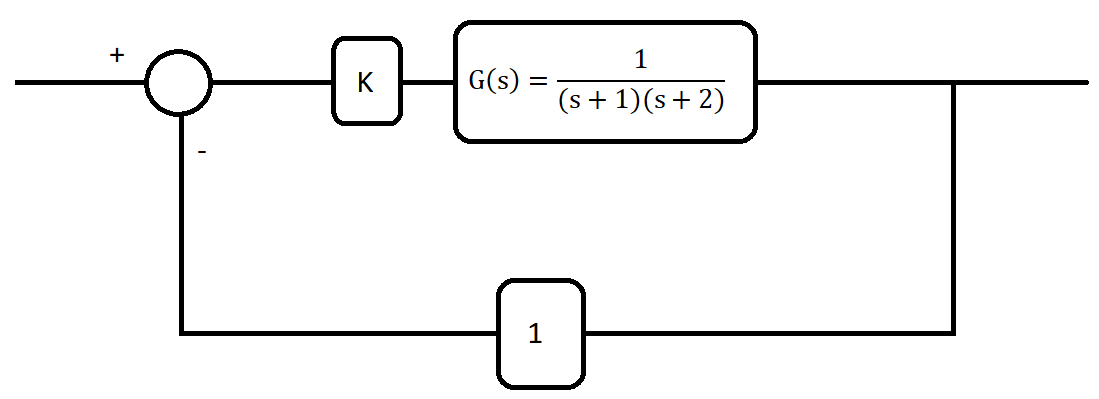 +
K
G(s) = 1/((s + 1)(s + 2))
-
1